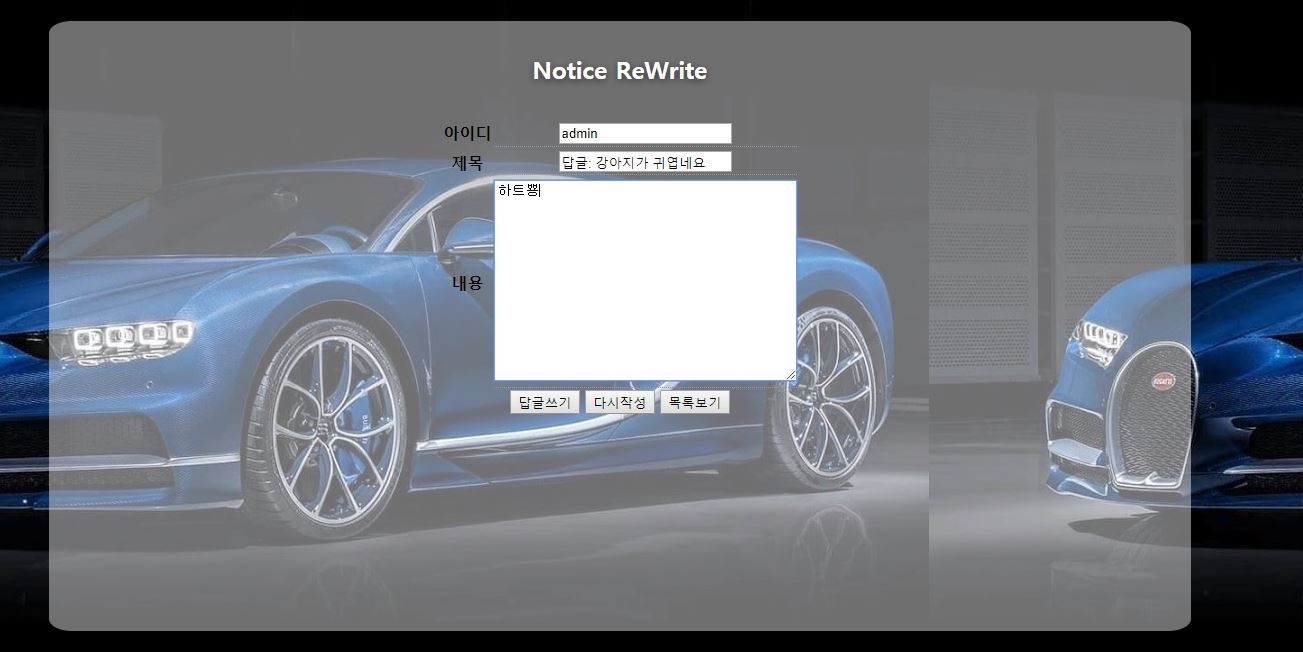 Notice ReWrite
아이디 admin
제목 답글: 강아지가 귀엽네요
하트뿅
내용
답글쓰기 다시작성 목록보기
BUGATTI